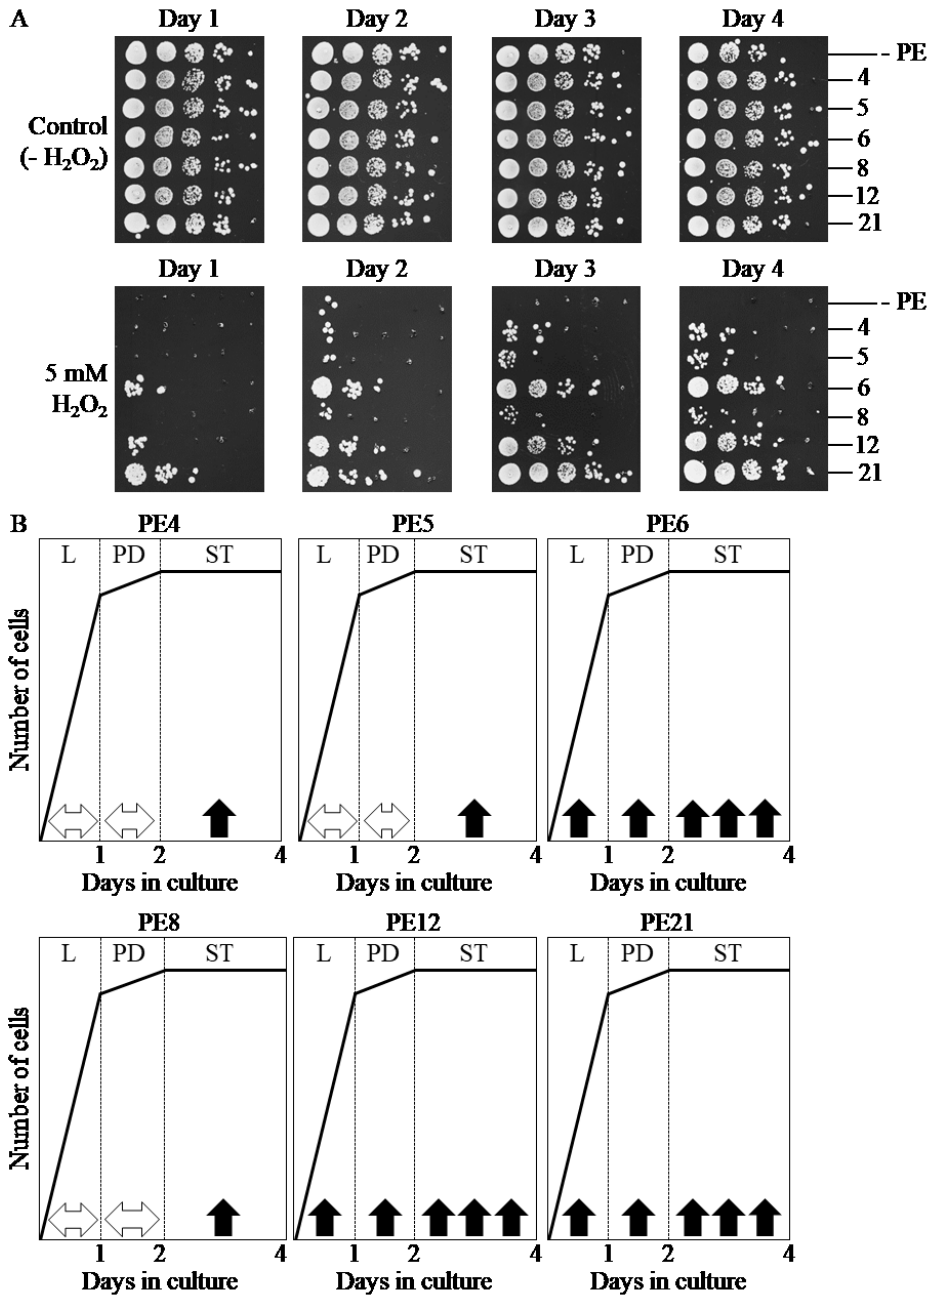 A
Day 1 Day 2 Day 3 Day 4
Control
(- H₂O₂)
- PE
4
5
6
8
12
21
Day 1 Day 2 Day 3 Day 4
5 mM
H₂O₂
- PE
4
5
6
8
12
21
B
PE4 PE5 PE6
L PD ST L PD ST L PD ST
Number of cells
1 2 4 1 2 4 1 2 4
Days in culture Days in culture Days in culture
PE8 PE12 PE21
L PD ST L PD ST L PD ST
Number of cells
1 2 4 1 2 4 1 2 4
Days in culture Days in culture Days in culture